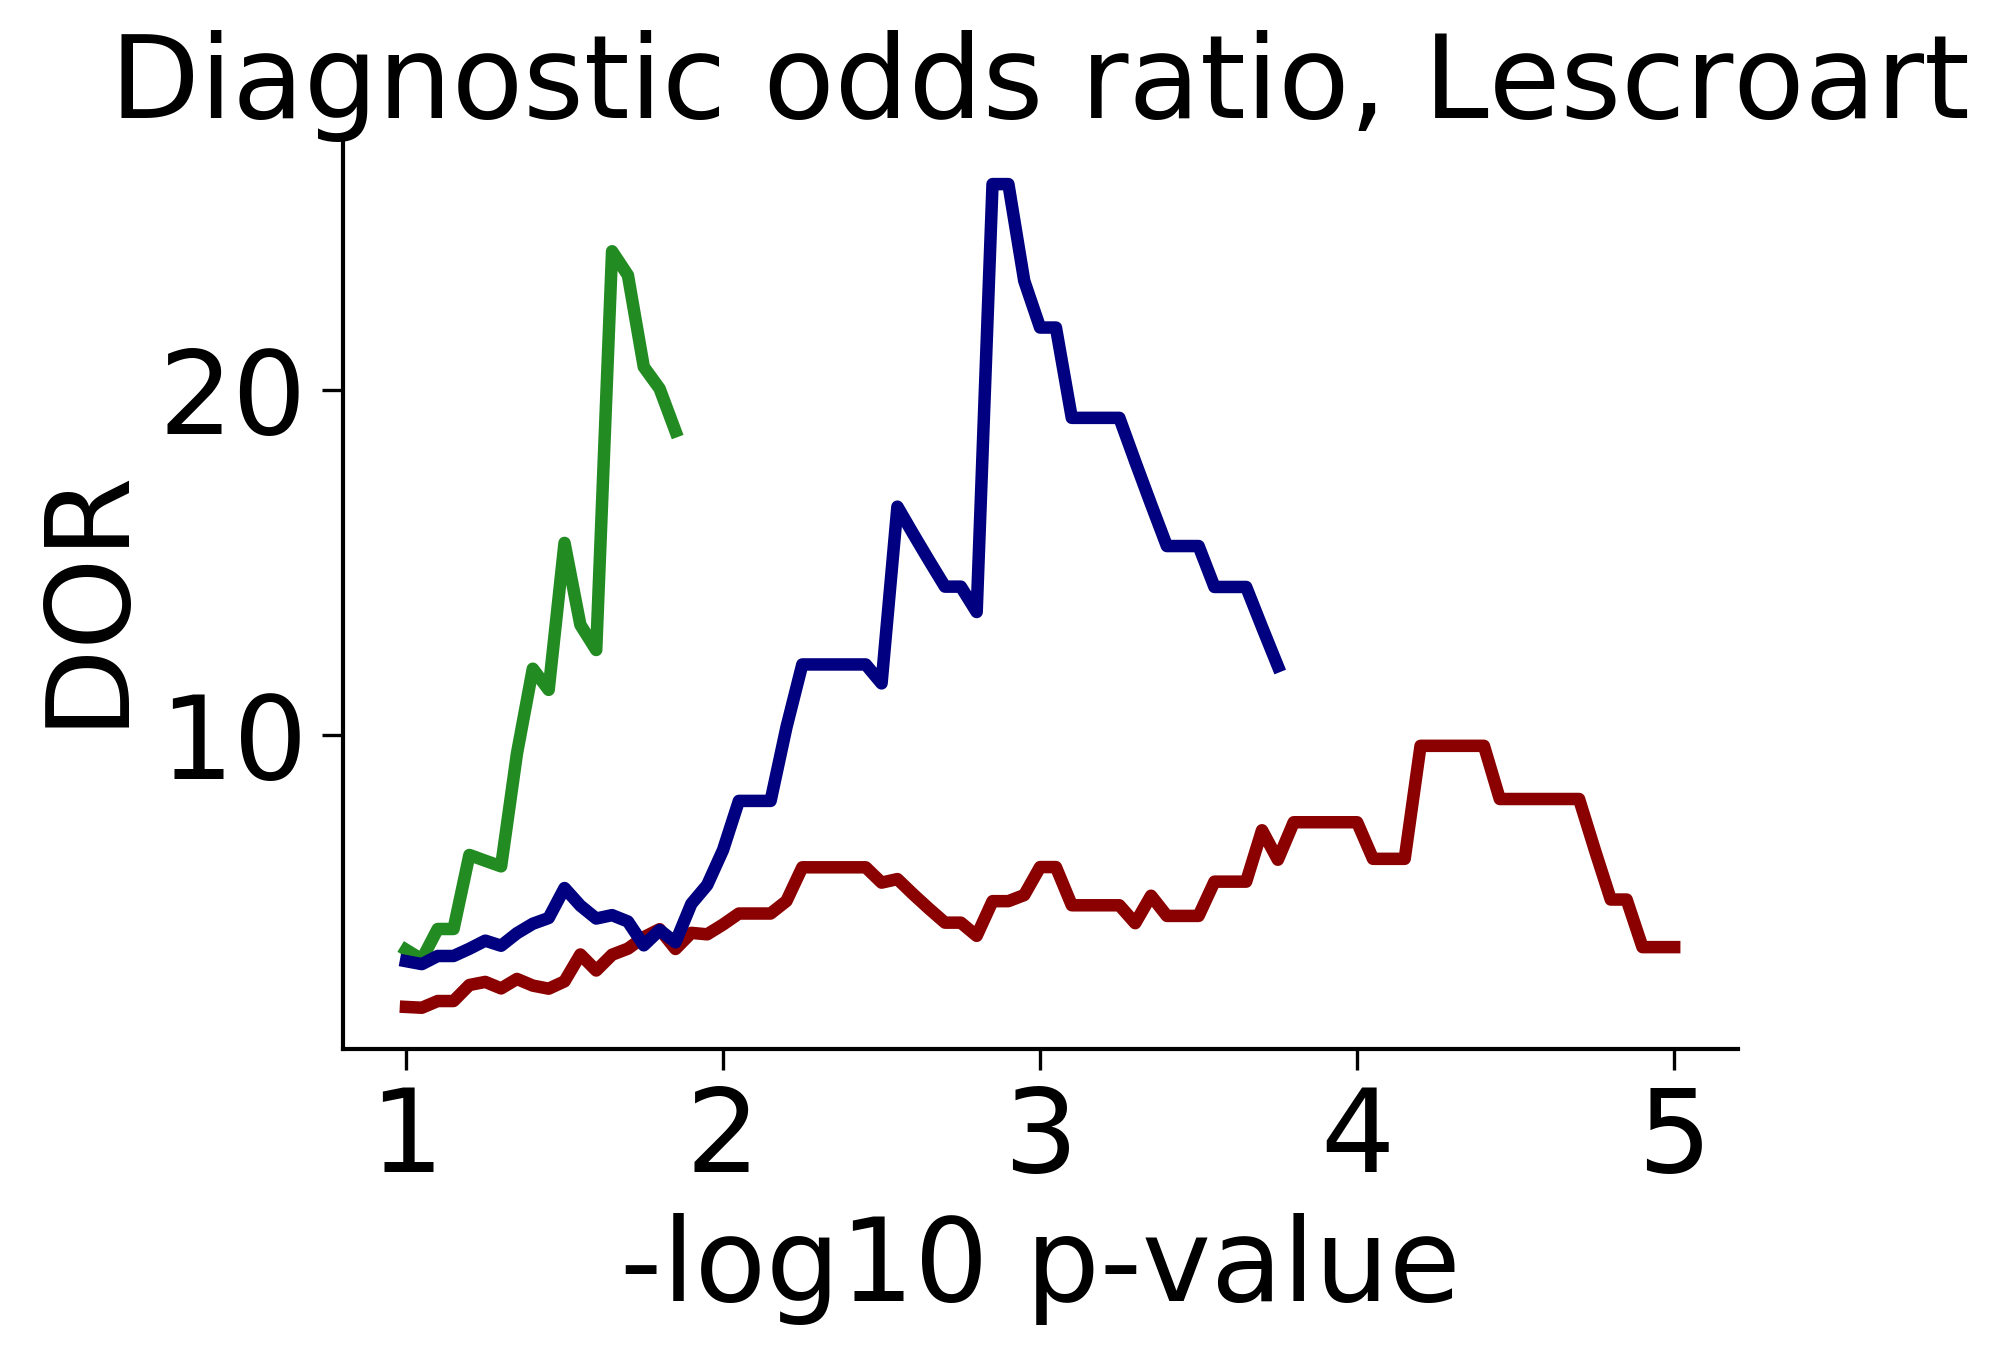 Diagnostic odds ratio, Lescroart
DOR
20
10
1 2 3 4 5
-log10 p-value